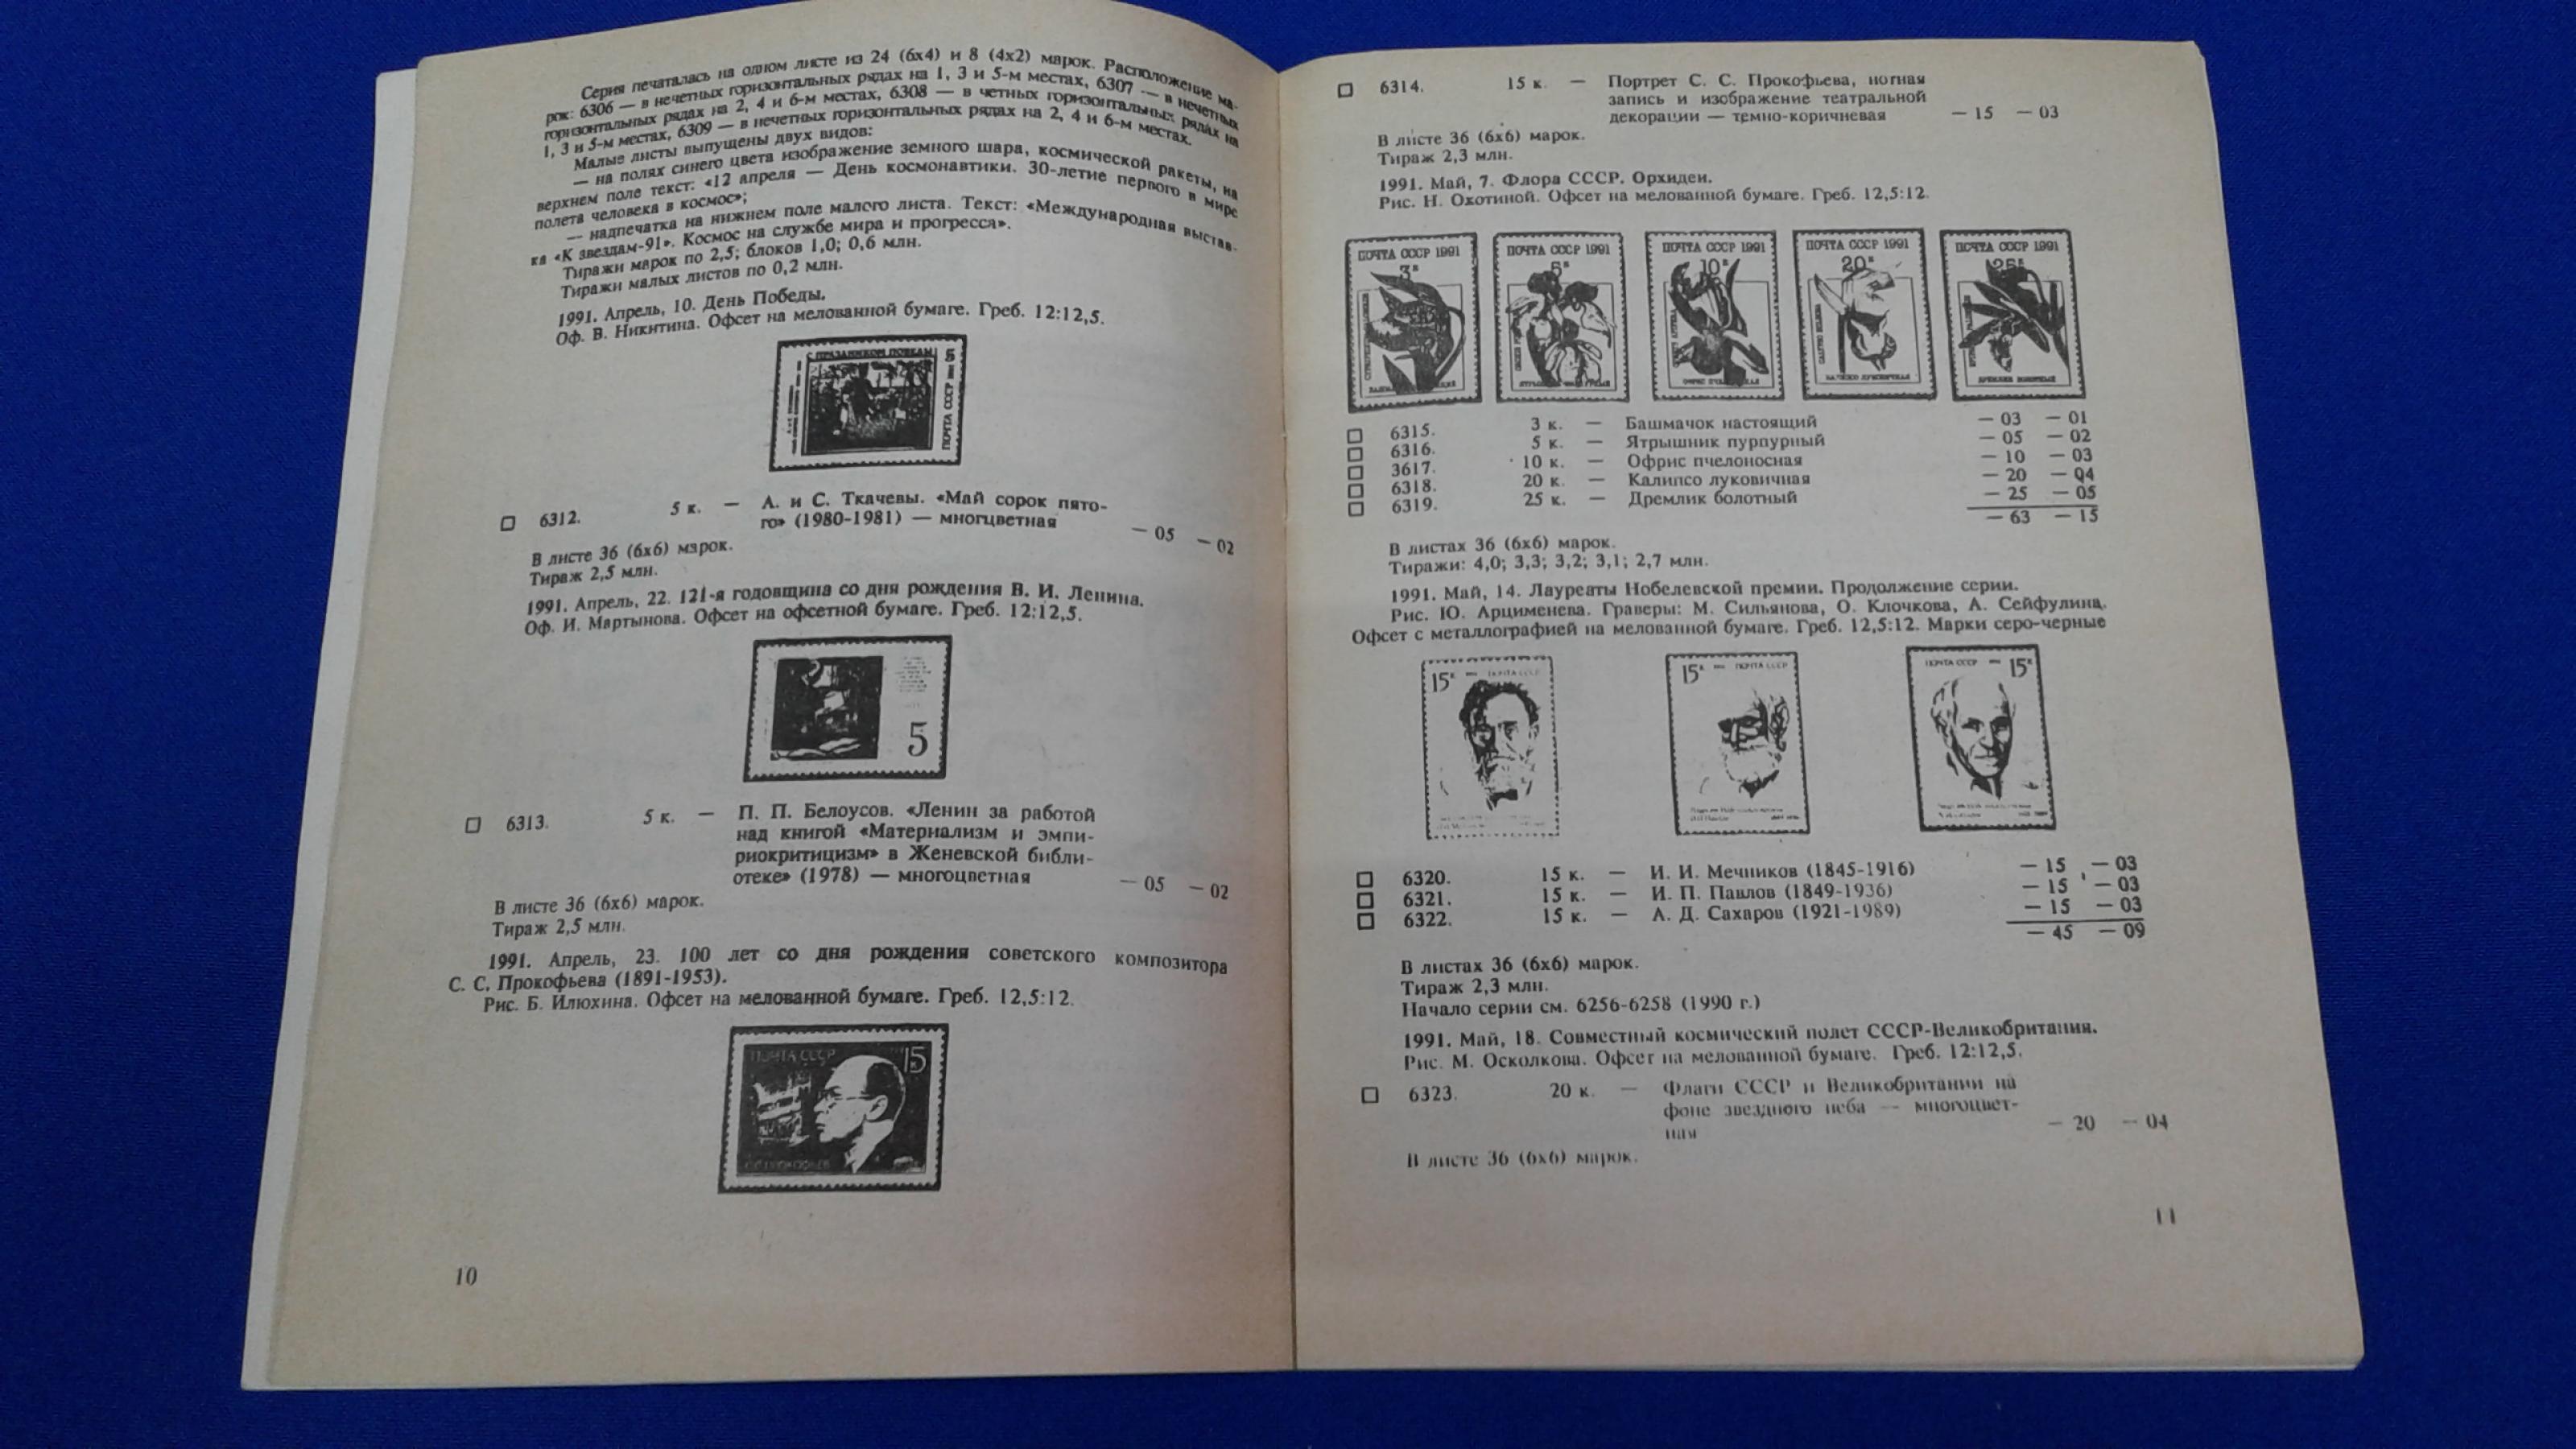 Серия печаталась на одном листе из 24 (6х4) и 8 (4х2) марок. Расположение ма-
рок: 6306 — в нечетных горизонтальных рядах на 1, 3 и 5-м местах, 6307 — в нечетных
горизонтальных рядах на 2, 4 и 6-м местах, 6308 — в четных горизонтальных рядах на
1, 3 и 5-м местах, 6309 — в нечетных горизонтальных рядах на 2, 4 и 6-м местах.
Малые листы выпущены двух видов:
— на полях синего цвета изображение земного шара, космической ракеты, на
верхнем поле текст: «12 апреля — День космонавтики. 30-летие первого в мире
полета человека в космос»;
— надпечатка на нижнем поле малого листа. Текст: «Международная выстав-
ка «К звездам-91». Космос на службе мира и прогресса».
Тиражи марок по 2,5; блоков 1,0; 0,6 млн.
Тиражи малых листов по 0,2 млн.
1991. Апрель, 10. День Победы.
Оф. В. Никитина. Офсет на мелованной бумаге. Греб. 12:12,5.
С ПРАЗДНИКОМ ПОБЕДЫ 5
ПОЧТА СССР
6312. 5 к. — А. и С. Ткачевы. «Май сорок пято-
го» (1980-1981) — многцветная — 05 — 02
В листе 36 (6х6) марок.
Тираж 2,5 млн.
1991. Апрель, 22. 121-я годовщина со дня рождения В. И. Ленина.
Оф. И. Мартынова. Офсет на офсетной бумаге. Греб. 12:12,5.
5
6313. 5 к. — П. П. Белоусов. «Ленин за работой
над книгой «Материализм и эмпи-
риокритицизм» в Женевской библи-
отеке» (1978) — многоцветная — 05 — 02
В листе 36 (6х6) марок.
Тираж 2,5 млн.
1991. Апрель, 23. 100 лет со дня рождения советского композитора
С. С. Прокофьева (1891-1953).
Рис. Б. Илюхина. Офсет на мелованной бумаге. Греб. 12,5:12.
ПОЧТА СССР 15
10
6314. 15 к. — Портрет С. С. Прокофьева, нотная
запись и изображение театральной
декорации — темно-коричневая — 15 — 03
В листе 36 (6х6) марок.
Тираж 2,3 млн.
1991. Май, 7. Флора СССР. Орхидеи.
Рис. Н. Охотиной. Офсет на мелованной бумаге. Греб. 12,5:12.
ПОЧТА СССР 1991 3к
ПОЧТА СССР 1991 5к
ПОЧТА СССР 1991 10к
ПОЧТА СССР 1991 20к
ПОЧТА СССР 1991 25к
6315. 3 к. — Башмачок настоящий — 03 — 01
6316. 5 к. — Ятрышник пурпурный — 05 — 02
3617. 10 к. — Офрис пчелоносная — 10 — 03
6318. 20 к. — Калипсо луковичная — 20 — 04
6319. 25 к. — Дремлик болотный — 25 — 05
— 63 — 15
В листах 36 (6х6) марок.
Тиражи: 4,0; 3,3; 3,2; 3,1; 2,7 млн.
1991. Май, 14. Лауреаты Нобелевской премии. Продолжение серии.
Рис. Ю. Арцименева. Граверы: М. Сильянова, О. Клочкова, А. Сейфулина.
Офсет с металлографией на мелованной бумаге. Греб. 12,5:12. Марки серо-черные
15к ПОЧТА СССР
15к ПОЧТА СССР
ПОЧТА СССР 15к
6320. 15 к. — И. И. Мечников (1845-1916) — 15 — 03
6321. 15 к. — И. П. Павлов (1849-1936) — 15 — 03
6322. 15 к. — А. Д. Сахаров (1921-1989) — 15 — 03
— 45 — 09
В листах 36 (6х6) марок.
Тираж 2,3 млн.
Начало серии см. 6256-6258 (1990 г.)
1991. Май, 18. Совместный космический полет СССР-Великобритания.
Рис. М. Осколкова. Офсет на мелованной бумаге. Греб. 12:12,5.
6323. 20 к. — Флаги СССР и Великобритании на
фоне звездного неба — многоцвет-
ная — 20 — 04
В листе 36 (6х6) марок.
11